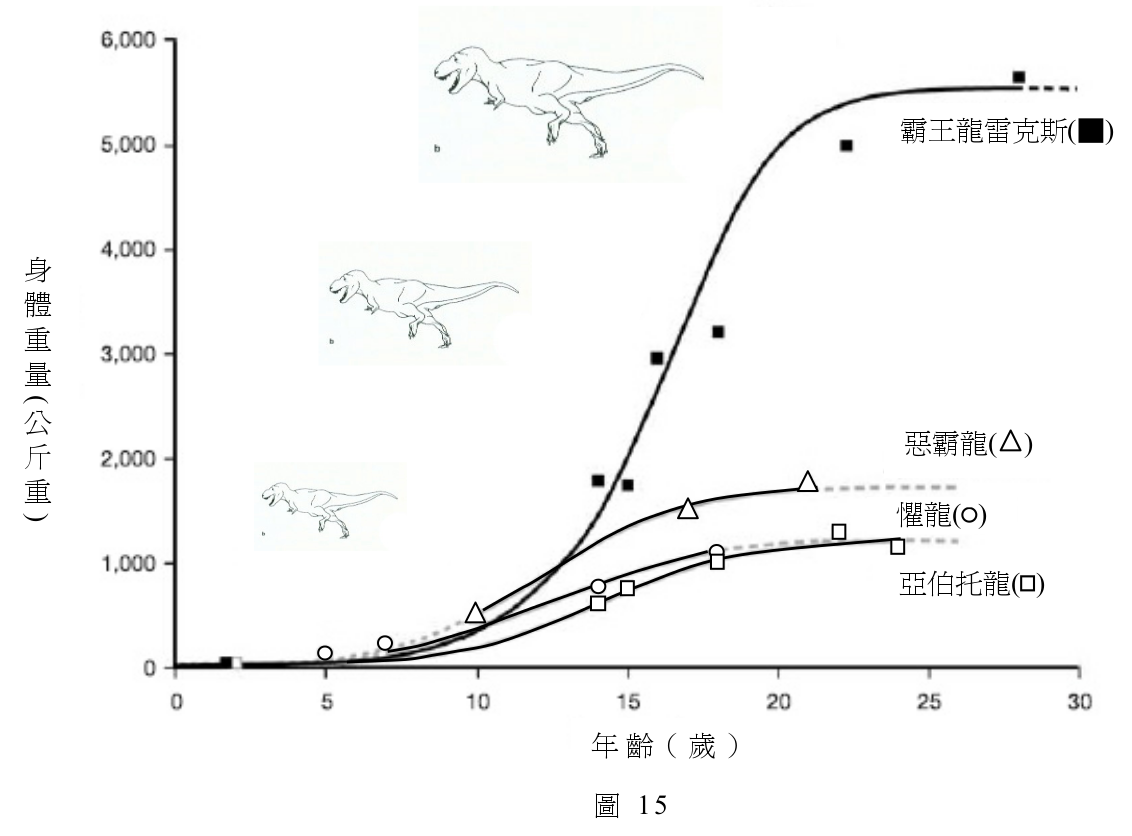 6,000
5,000
4,000
3,000
2,000
1,000
0
身體重量(公斤重)
b
b
b
霸王龍雷克斯(■)
惡霸龍(△)
懼龍(○)
亞伯托龍(□)
0 5 10 15 20 25 30
年齡(歲)
圖 15